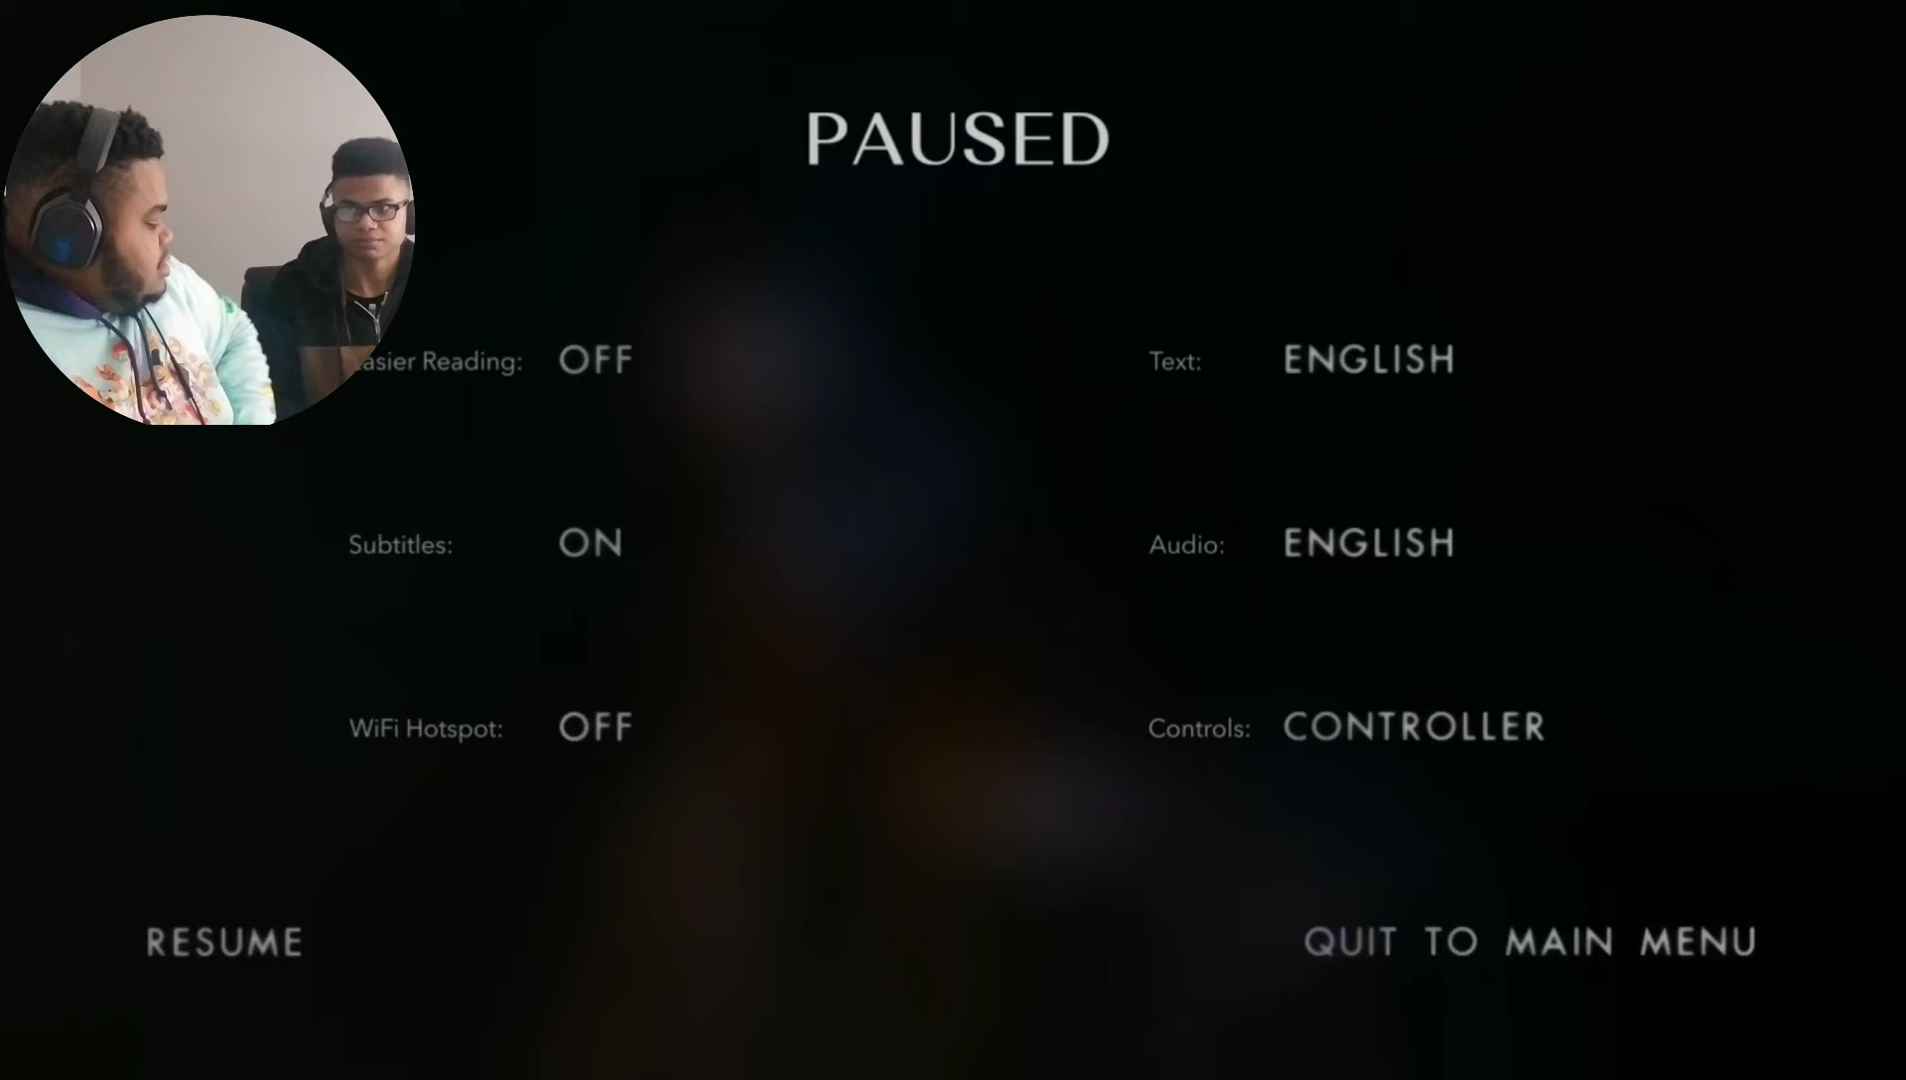 PAUSED
Easier Reading: OFF
Text: ENGLISH
Subtitles: ON
Audio: ENGLISH
WiFi Hotspot: OFF
Controls: CONTROLLER
RESUME
QUIT TO MAIN MENU